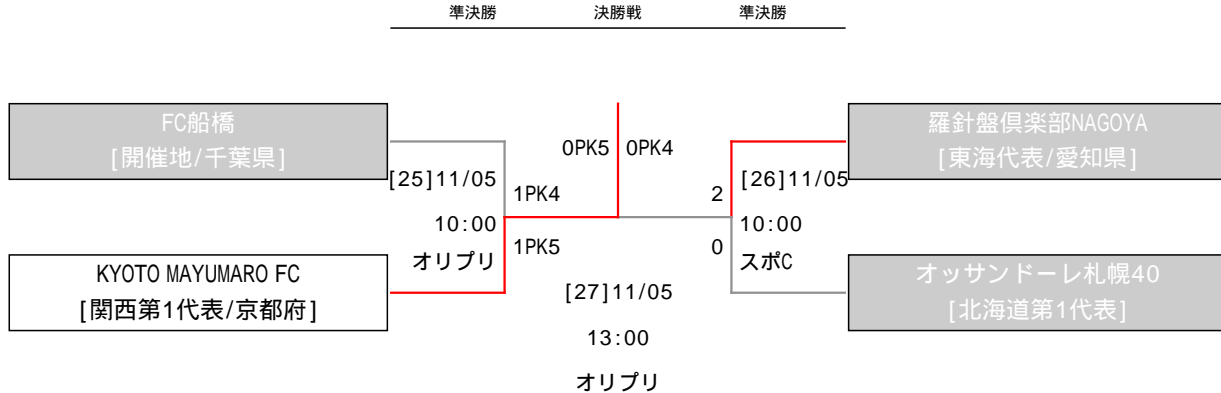 準決勝 決勝戦 準決勝
FC船橋
[開催地/千葉県]
羅針盤倶楽部NAGOYA
[東海代表/愛知県]
0PK5 0PK4
[25]11/05
1PK4
2
[26]11/05
10:00
10:00
1PK5
0
オリプリ
スポC
KYOTO MAYUMARO FC
[関西第1代表/京都府]
オッサンドーレ札幌40
[北海道第1代表]
[27]11/05
13:00
オリプリ